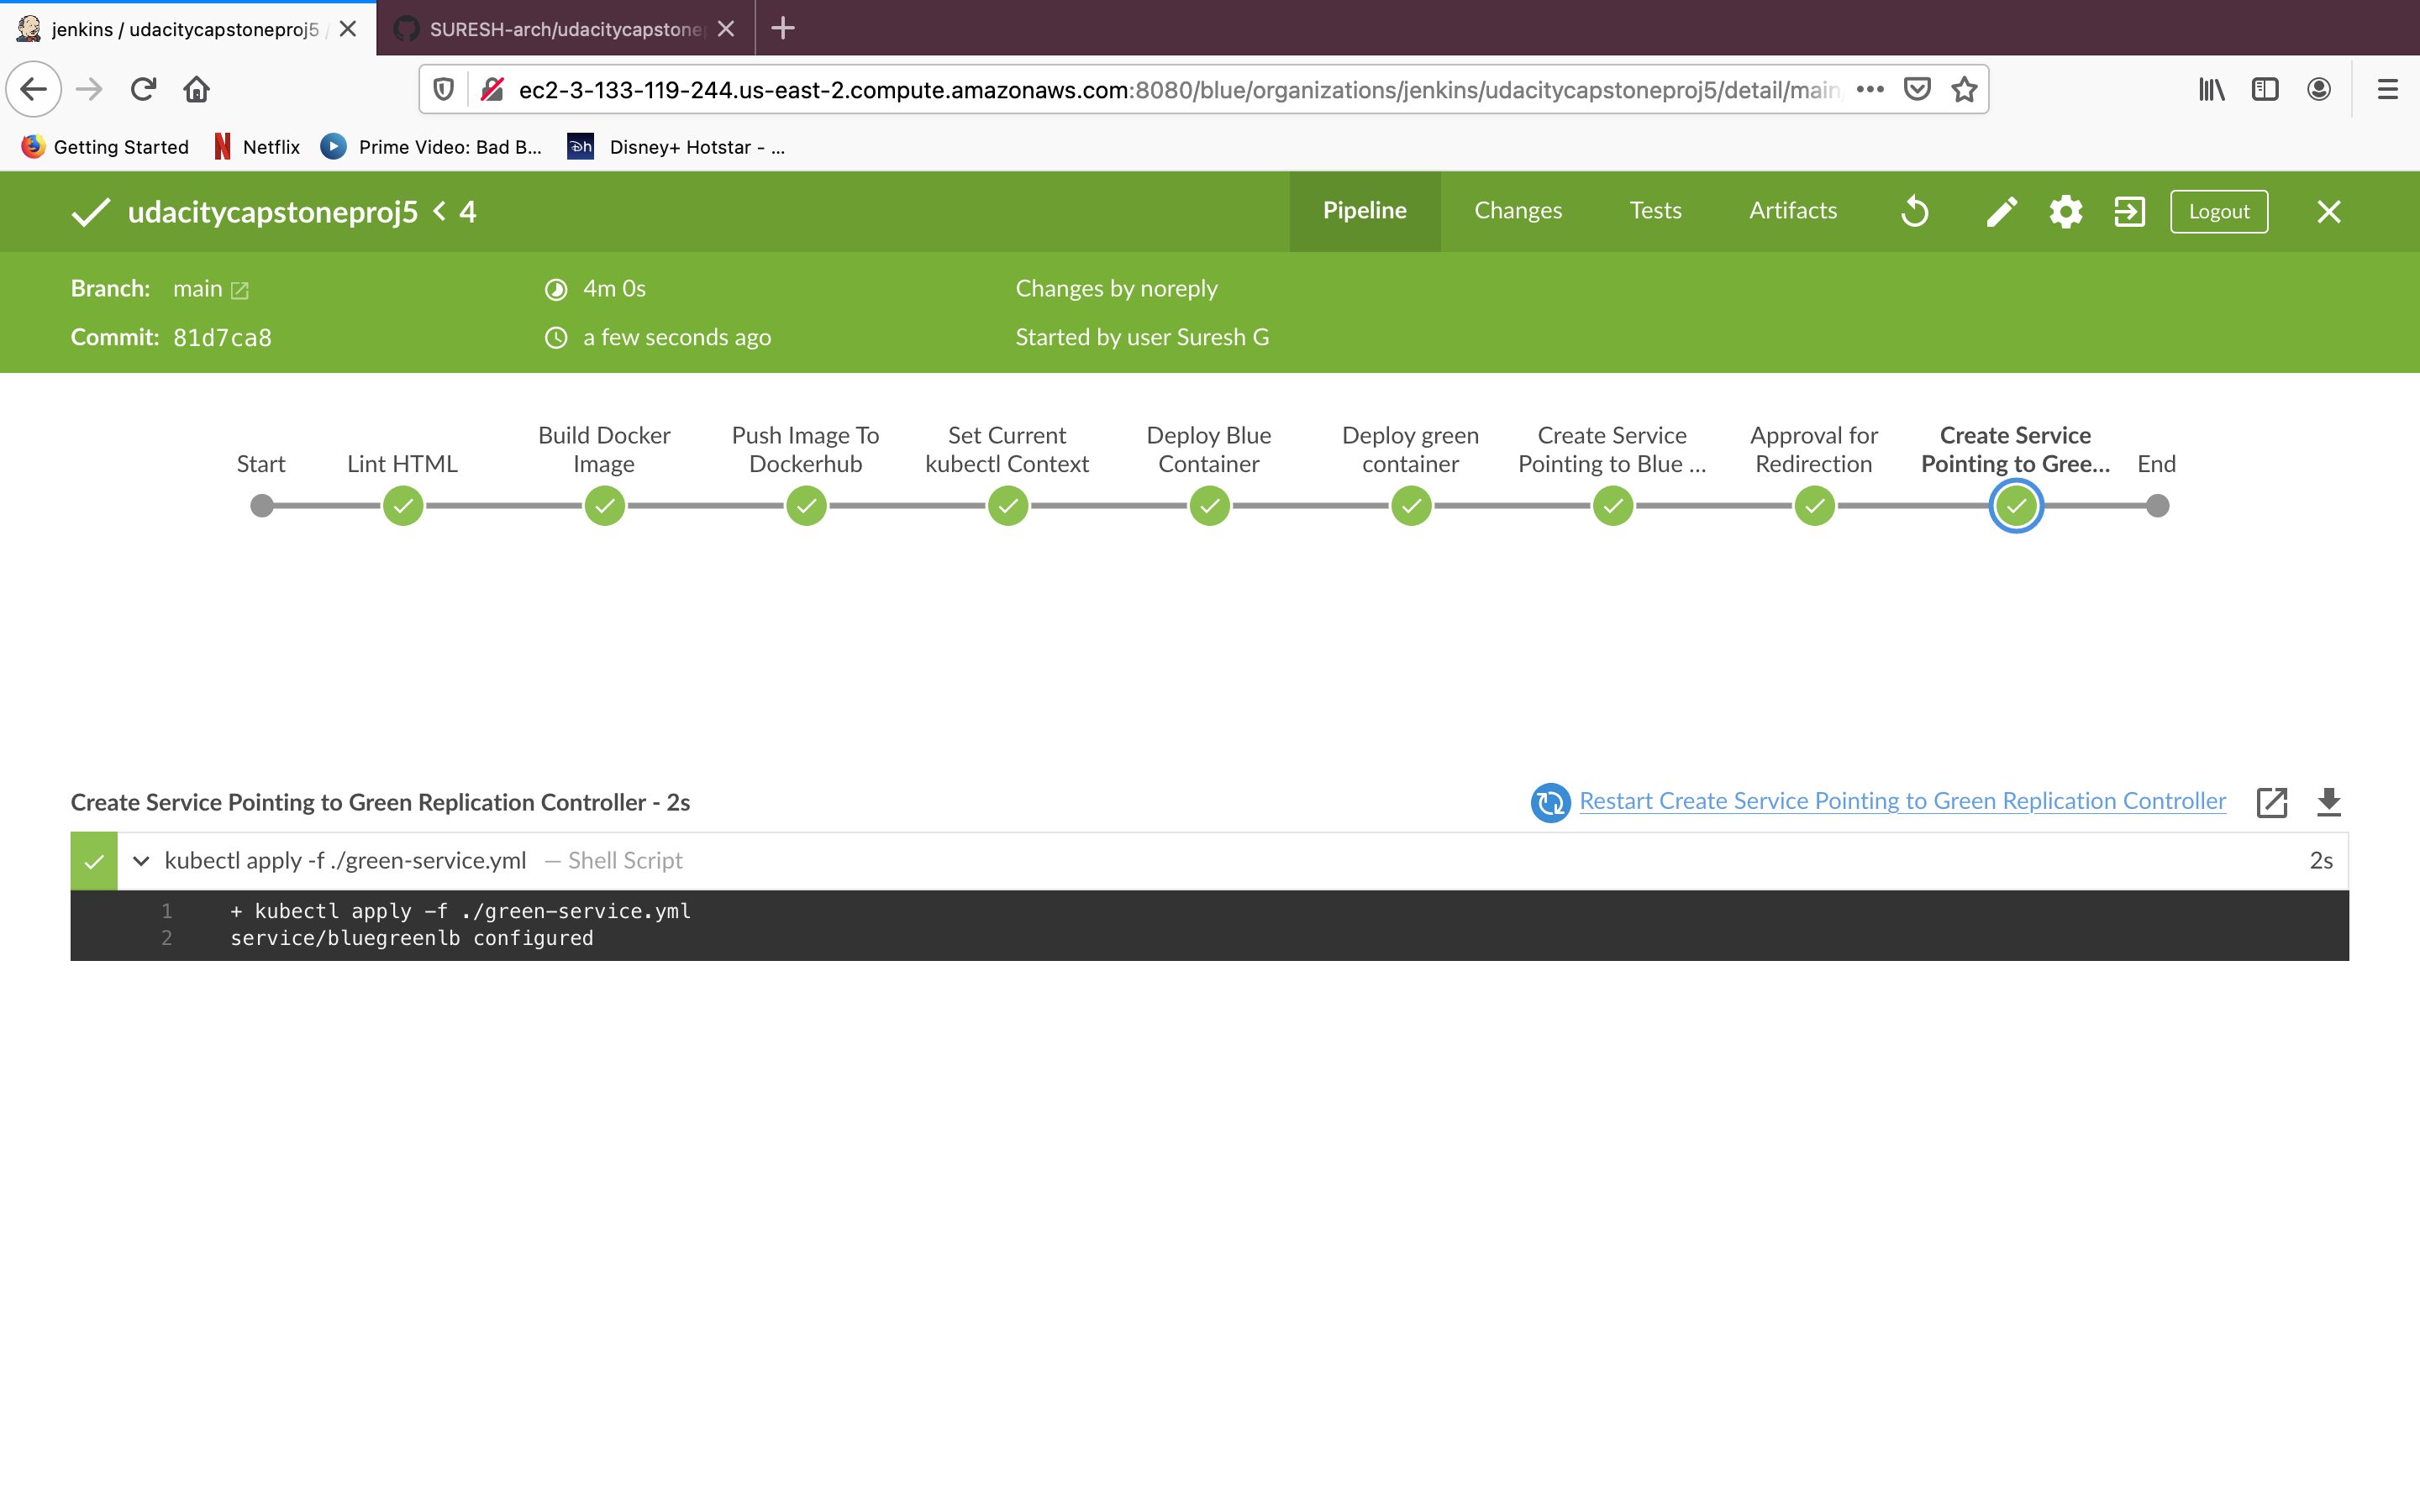 jenkins / udacitycapstoneproj5 /
SURESH-arch/udacitycapstonep
ec2-3-133-119-244.us-east-2.compute.amazonaws.com:8080/blue/organizations/jenkins/udacitycapstoneproj5/detail/main/
Getting Started
Netflix
Prime Video: Bad B...
Disney+ Hotstar - ...
udacitycapstoneproj5 < 4
Pipeline
Changes
Tests
Artifacts
Logout
Branch: main
4m 0s
Changes by noreply
Commit: 81d7ca8
a few seconds ago
Started by user Suresh G
Start
Lint HTML
Build Docker
Image
Push Image To
Dockerhub
Set Current
kubectl Context
Deploy Blue
Container
Deploy green
container
Create Service
Pointing to Blue ...
Approval for
Redirection
Create Service
Pointing to Gree...
End
Create Service Pointing to Green Replication Controller - 2s
Restart Create Service Pointing to Green Replication Controller
kubectl apply -f ./green-service.yml — Shell Script
2s
1 + kubectl apply -f ./green-service.yml
2 service/bluegreenlb configured